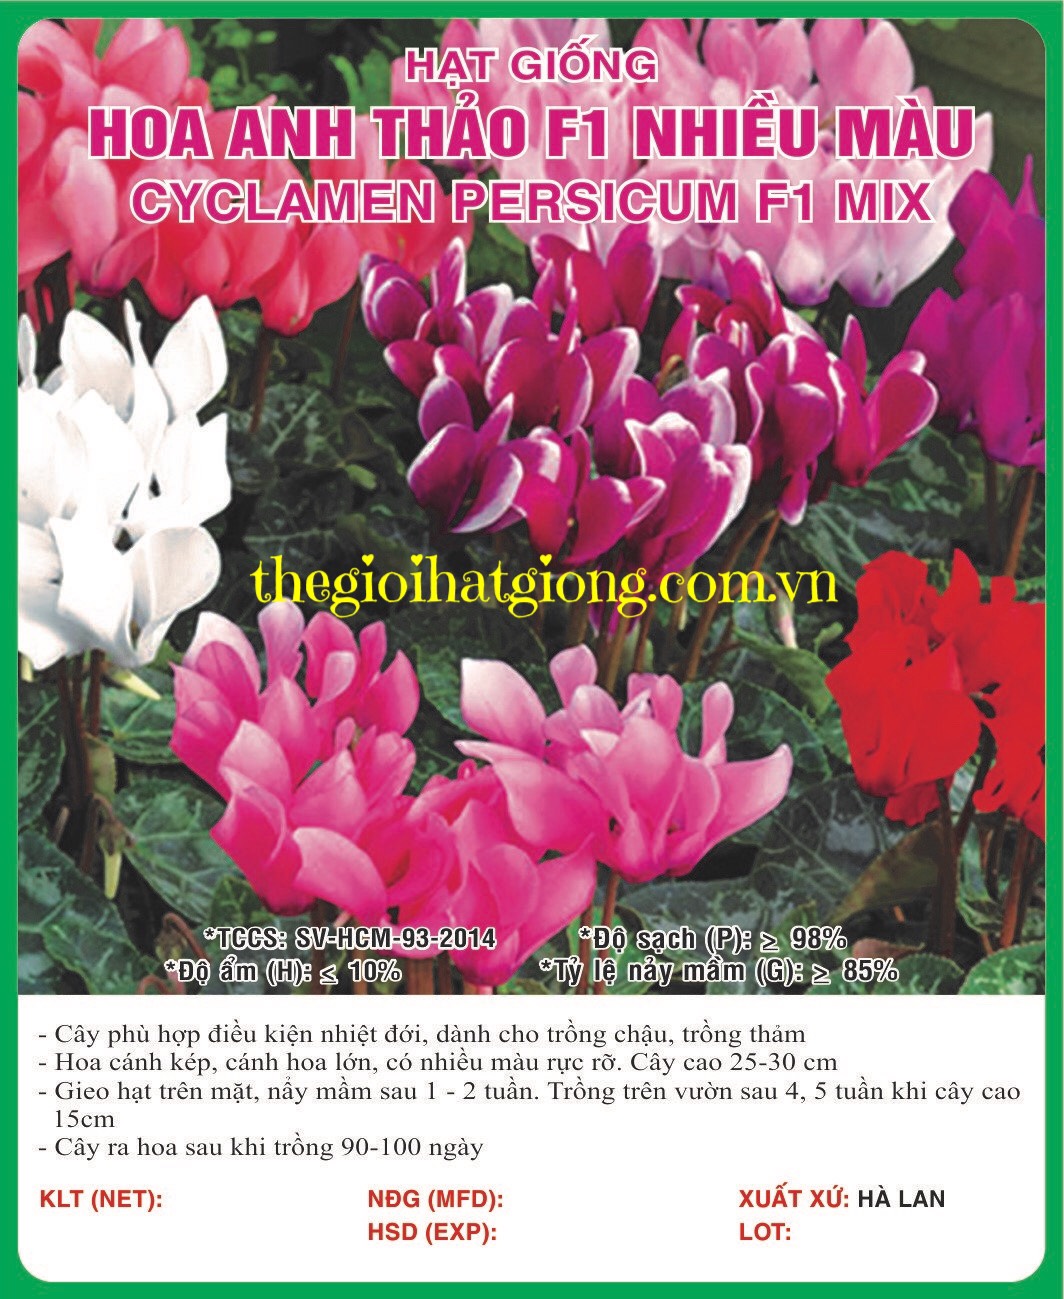 HẠT GIỐNG
HOA ANH THẢO F1 NHIỀU MÀU
CYCLAMEN PERSICUM F1 MIX
thegioihatgiong.com.vn
*TCCS: SV-HCM-93-2014 *Độ sạch (P): ≥ 98%
*Độ ẩm (H): ≤ 10% *Tỷ lệ nảy mầm (G): ≥ 85%
- Cây phù hợp điều kiện nhiệt đới, dành cho trồng chậu, trồng thảm
- Hoa cánh kép, cánh hoa lớn, có nhiều màu rực rỡ. Cây cao 25-30 cm
- Gieo hạt trên mặt, nẩy mầm sau 1 - 2 tuần. Trồng trên vườn sau 4, 5 tuần khi cây cao
15cm
- Cây ra hoa sau khi trồng 90-100 ngày
KLT (NET): NĐG (MFD): XUẤT XỨ: HÀ LAN
HSD (EXP): LOT: